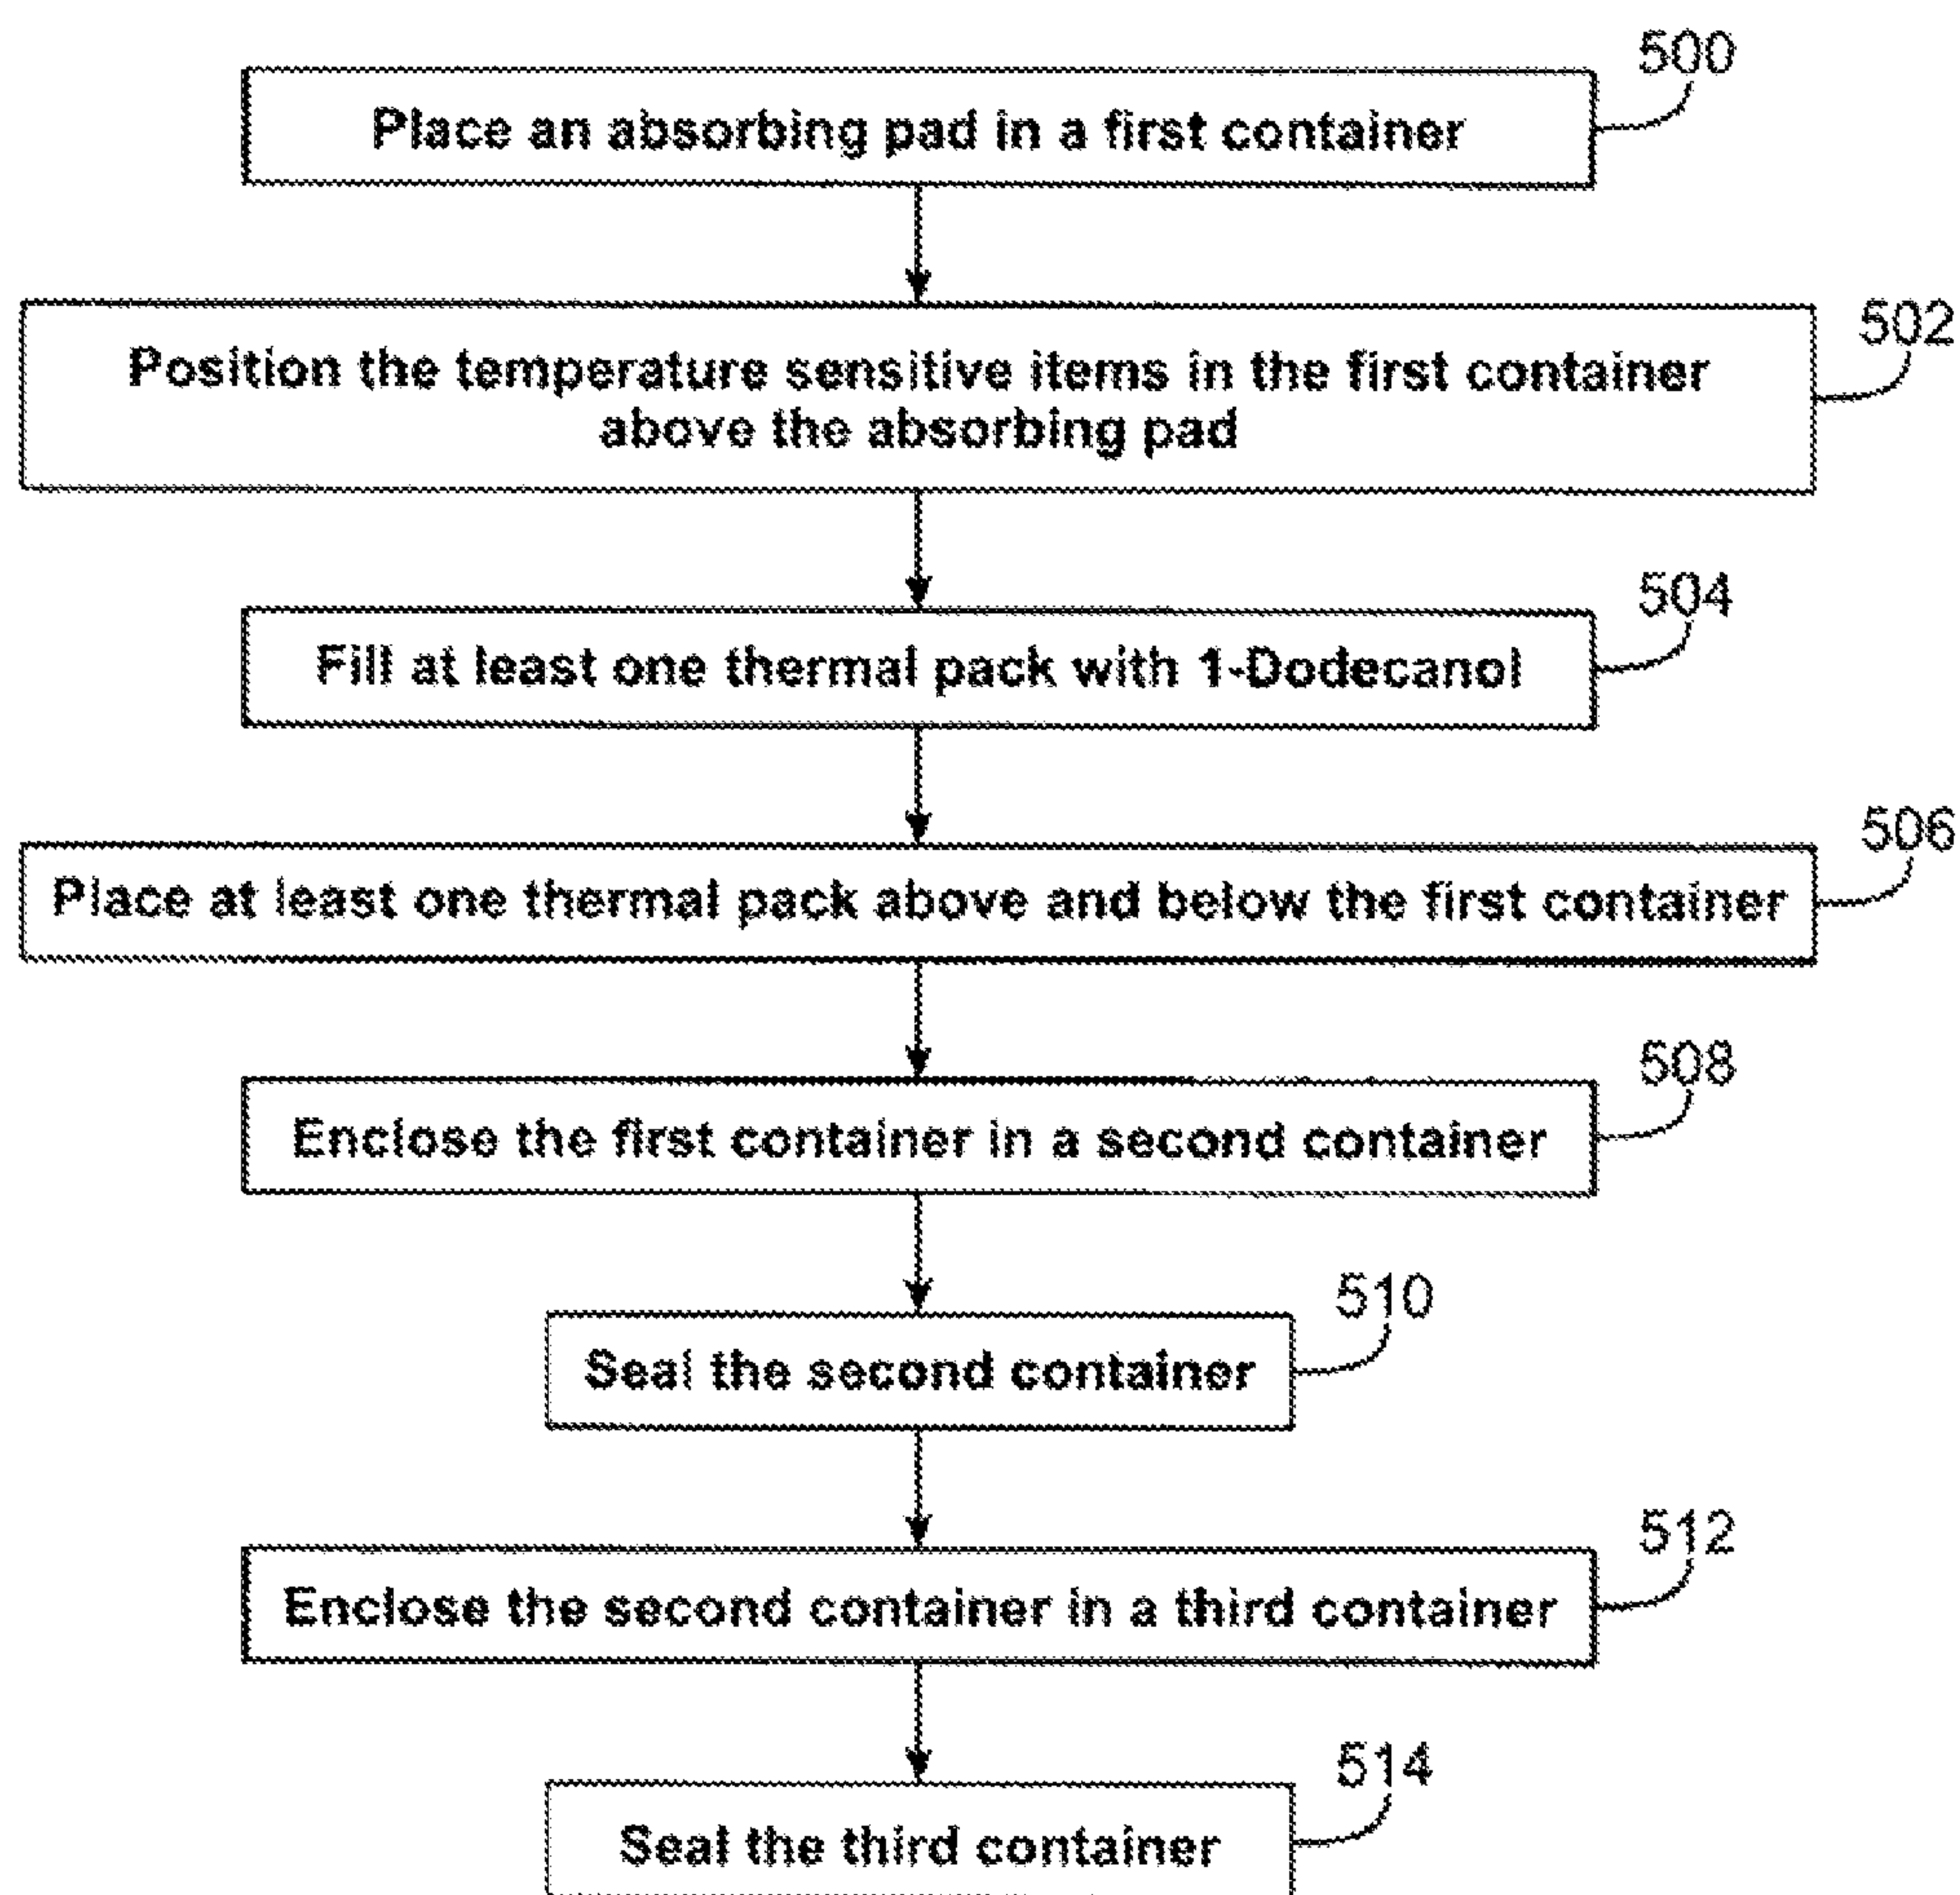 500
Place an absorbing pad in a first container
502
Position the temperature sensitive items in the first container
above the absorbing pad
504
Fill at least one thermal pack with 1-Dodecanol
506
Place at least one thermal pack above and below the first container
508
Enclose the first container in a second container
510
Seal the second container
512
Enclose the second container in a third container
514
Seal the third container